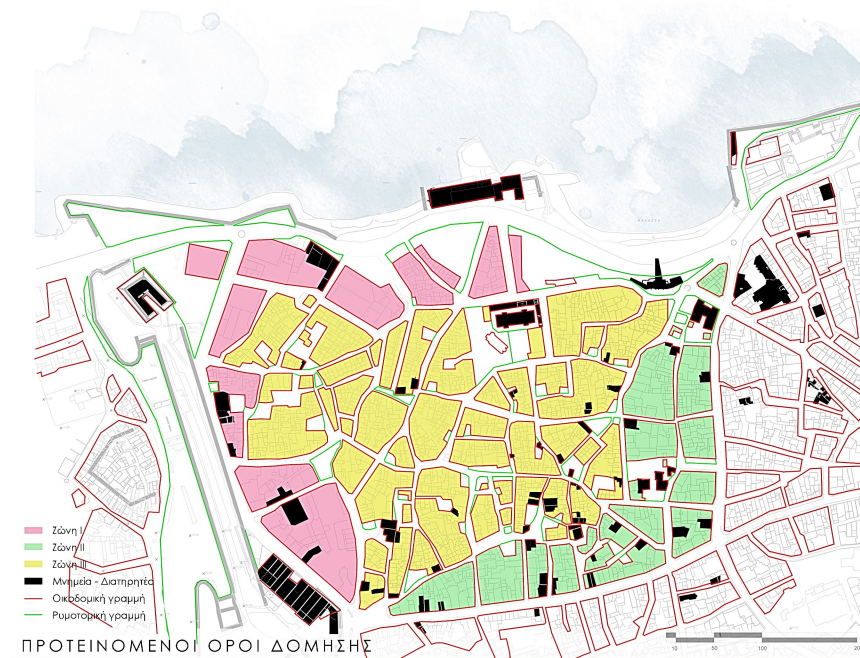 Ζώνη I
Ζώνη II
Ζώνη III
Μνημεία - Διατηρητέα
Οικοδομική γραμμή
Ρυμοτομική γραμμή
ΠΡΟΤΕΙΝΟΜΕΝΟΙ ΟΡΟΙ ΔΟΜΗΣΗΣ
10 50 100